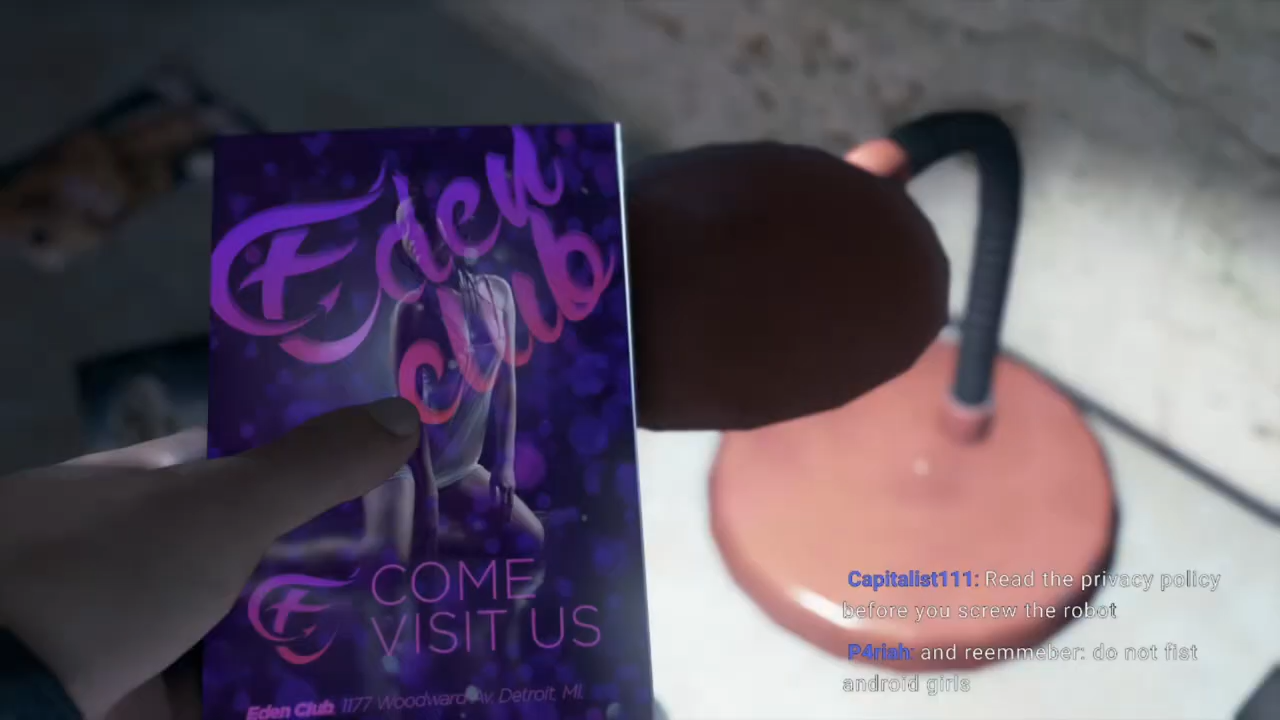 Eden
club
COME
VISIT US
Eden Club 1177 Woodward Av. Detroit, MI.
Capitalist111: Read the privacy policy
before you screw the robot
P4riah: and reemmeber: do not fist
android girls